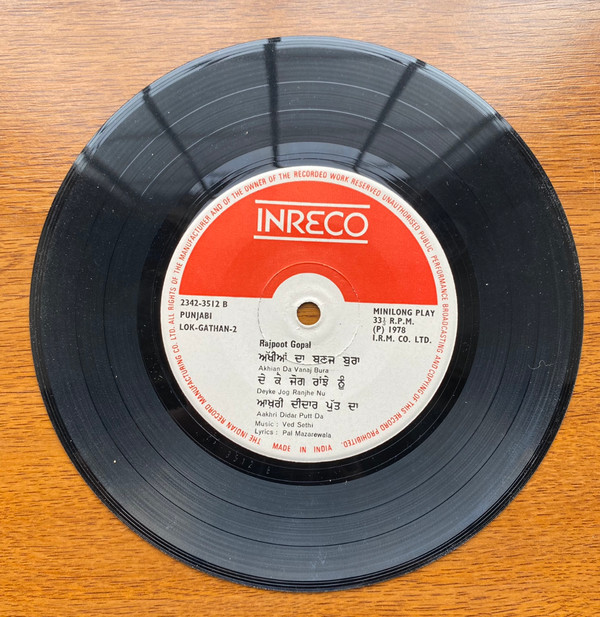 THE INDIAN RECORD MANUFACTURING CO. LTD. ALL RIGHTS OF THE MANUFACTURER AND OF THE OWNER OF THE RECORDED WORK RESERVED. UNAUTHORISED PUBLIC PERFORMANCE BROADCASTING AND COPYING OF THIS RECORD PROHIBITED.
INRECO
2342-3512 B
PUNJABI
LOK-GATHAN-2
MINILONG PLAY
33⅓ R.P.M.
(P) 1978
I.R.M. CO. LTD.
Rajpoot Gopal
ਅੱਖੀਆਂ ਦਾ ਬਣਜ ਬੁਰਾ
Akhian Da Vanaj Bura
ਦੇ ਕੇ ਜੋਗ ਰਾਂਝੇ ਨੂੰ
Deyke Jog Ranjhe Nu
ਆਖ਼ਰੀ ਦੀਦਾਰ ਪੁੱਤ ਦਾ
Aakhri Didar Putt Da
Music : Ved Sethi
Lyrics : Pal Mazarewala
MADE IN INDIA